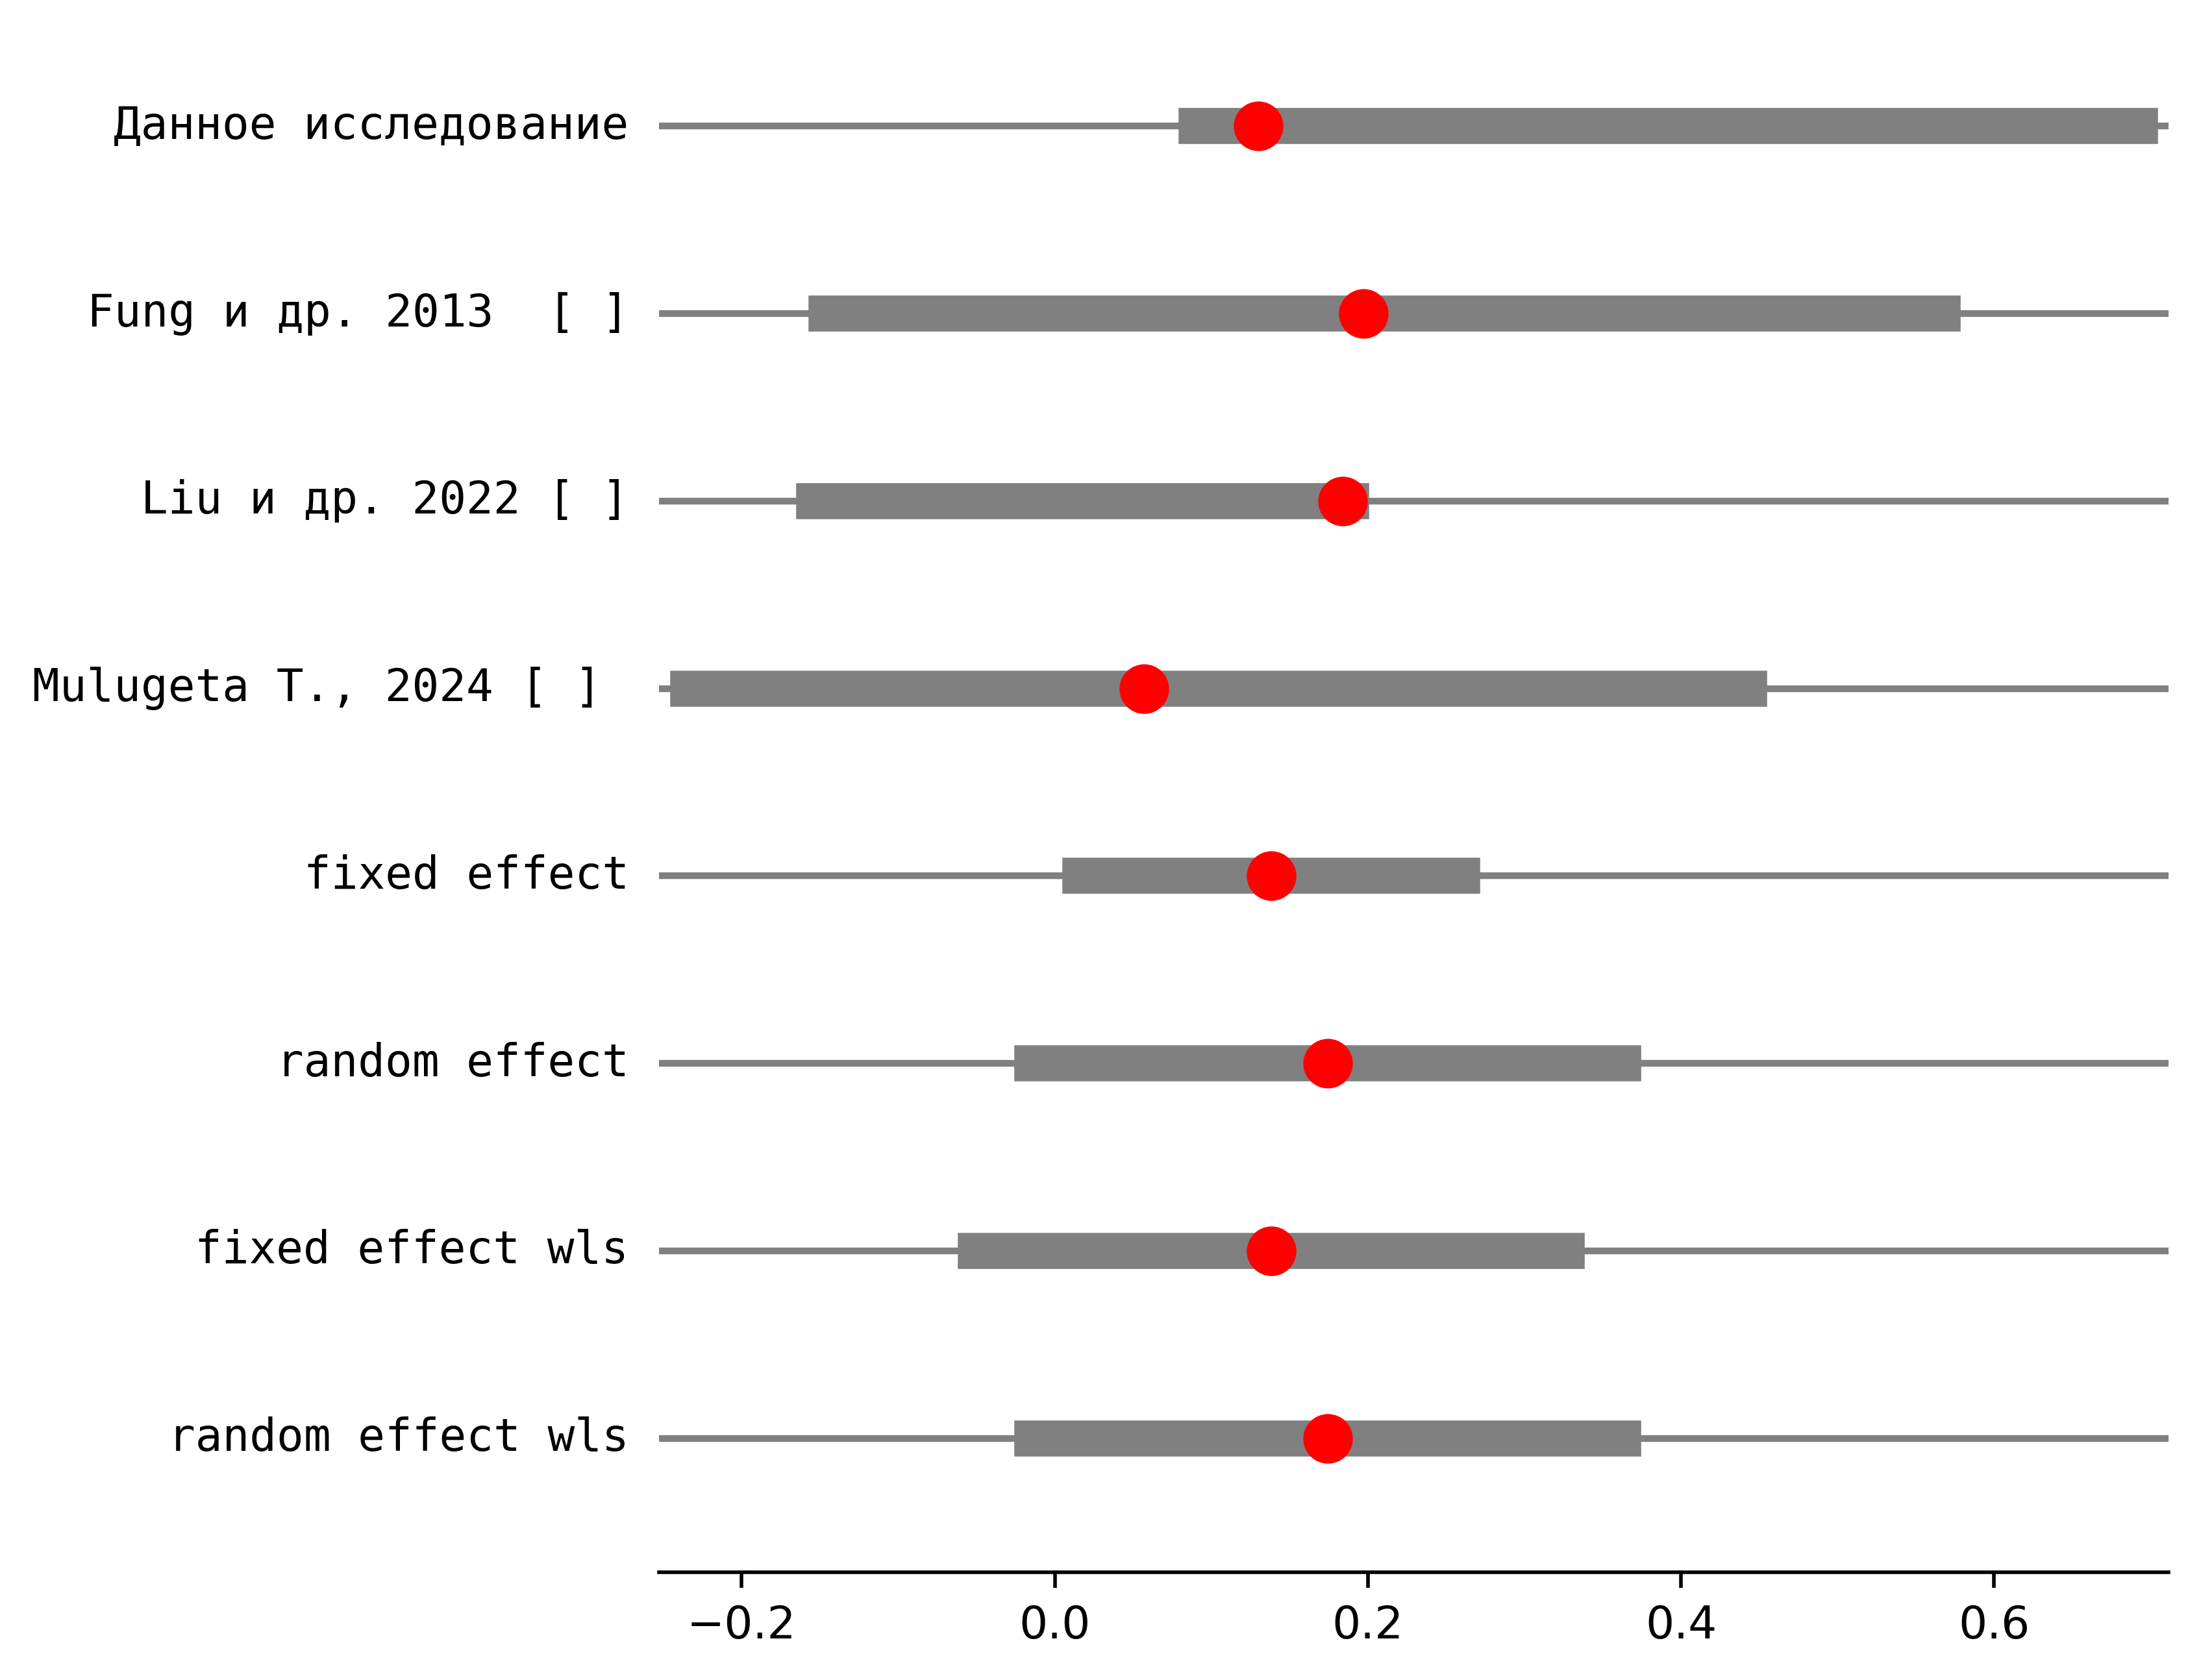 Данное исследование
Fung и др. 2013  [ ]
Liu и др. 2022 [ ]
Mulugeta T., 2024 [ ]
fixed effect
random effect
fixed effect wls
random effect wls
−0.2 0.0 0.2 0.4 0.6